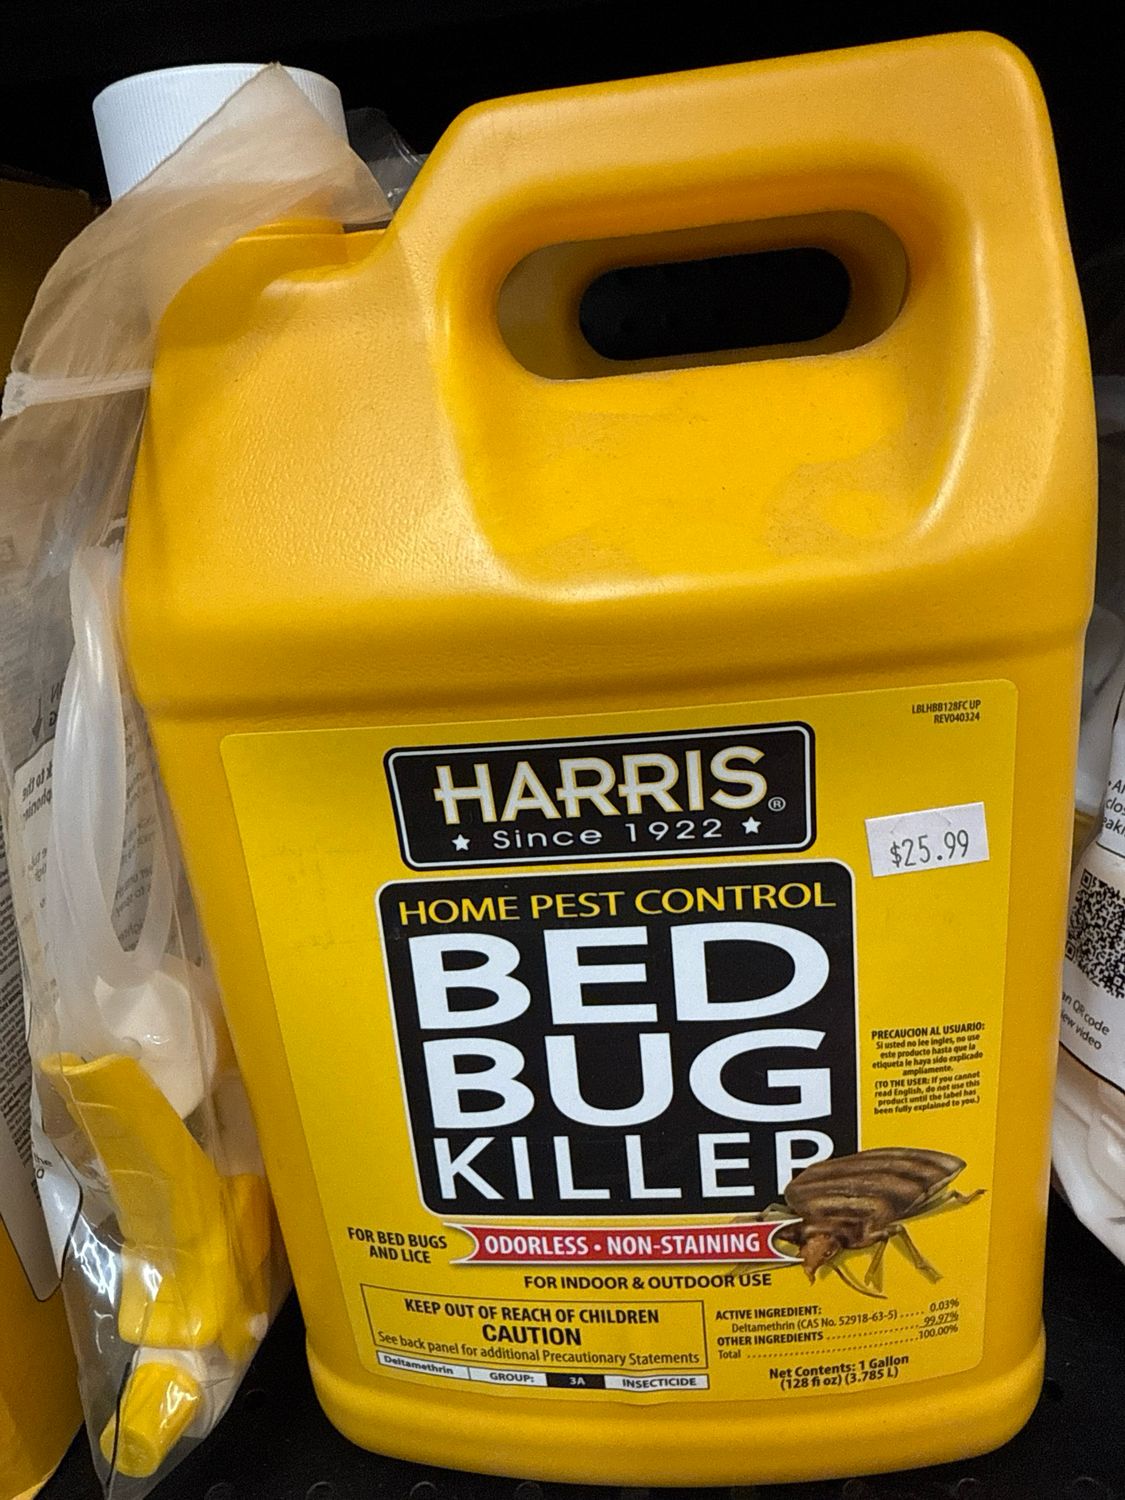 LBLHBB128FC UP
REV040324
HARRIS®
★ Since 1922 ★
$25.99
HOME PEST CONTROL
BED
BUG
KILLER
PRECAUCION AL USUARIO:
Si usted no lee ingles, no use
este producto hasta que la
etiqueta le haya sido explicado
ampliamente.
(TO THE USER: If you cannot
read English, do not use this
product until the label has
been fully explained to you.)
FOR BED BUGS
AND LICE
ODORLESS • NON-STAINING
FOR INDOOR & OUTDOOR USE
KEEP OUT OF REACH OF CHILDREN
CAUTION
See back panel for additional Precautionary Statements
Deltamethrin GROUP: 3A INSECTICIDE
ACTIVE INGREDIENT:
Deltamethrin (CAS No. 52918-63-5) ..... 0.03%
OTHER INGREDIENTS ................ 99.97%
Total ................................ 100.00%
Net Contents: 1 Gallon
(128 fl oz) (3.785 L)
QR code
video